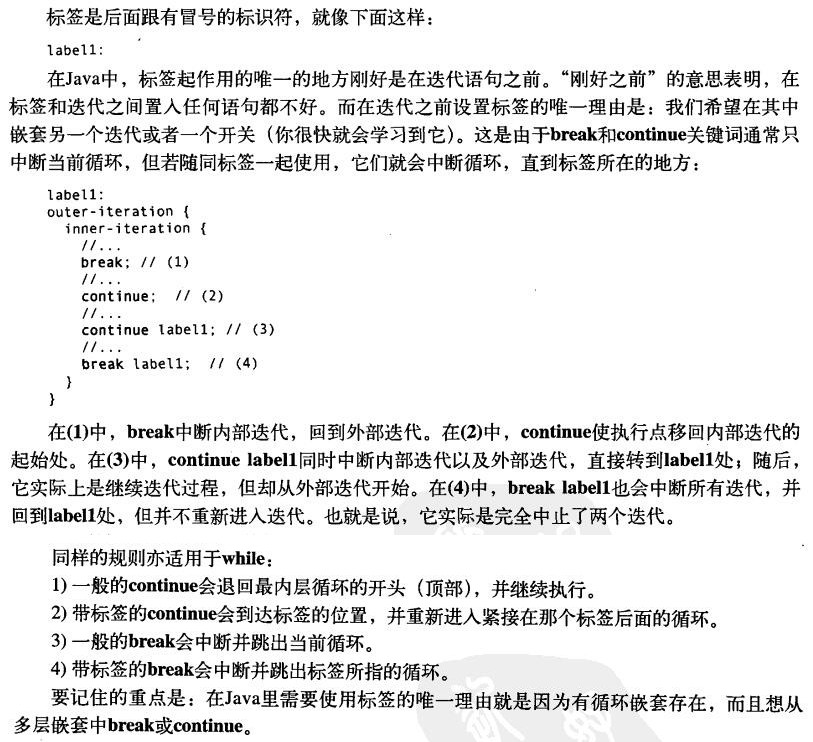 标签是后面跟有冒号的标识符，就像下面这样：
label1:
在Java中，标签起作用的唯一的地方刚好是在迭代语句之前。“刚好之前”的意思表明，在
标签和迭代之间置入任何语句都不好。而在迭代之前设置标签的唯一理由是：我们希望在其中
嵌套另一个迭代或者一个开关（你很快就会学习到它）。这是由于break和continue关键词通常只
中断当前循环，但若随同标签一起使用，它们就会中断循环，直到标签所在的地方：
label1:
outer-iteration {
inner-iteration {
//...
break; // (1)
//...
continue; // (2)
//...
continue label1; // (3)
//...
break label1; // (4)
}
}
在(1)中，break中断内部迭代，回到外部迭代。在(2)中，continue使执行点移回内部迭代的
起始处。在(3)中，continue label1同时中断内部迭代以及外部迭代，直接转到label1处；随后，
它实际上是继续迭代过程，但却从外部迭代开始。在(4)中，break label1也会中断所有迭代，并
回到label1处，但并不重新进入迭代。也就是说，它实际是完全中止了两个迭代。
同样的规则亦适用于while：
1) 一般的continue会退回最内层循环的开头（顶部），并继续执行。
2) 带标签的continue会到达标签的位置，并重新进入紧接在那个标签后面的循环。
3) 一般的break会中断并跳出当前循环。
4) 带标签的break会中断并跳出标签所指的循环。
要记住的重点是：在Java里需要使用标签的唯一理由就是因为有循环嵌套存在，而且想从
多层嵌套中break或continue。